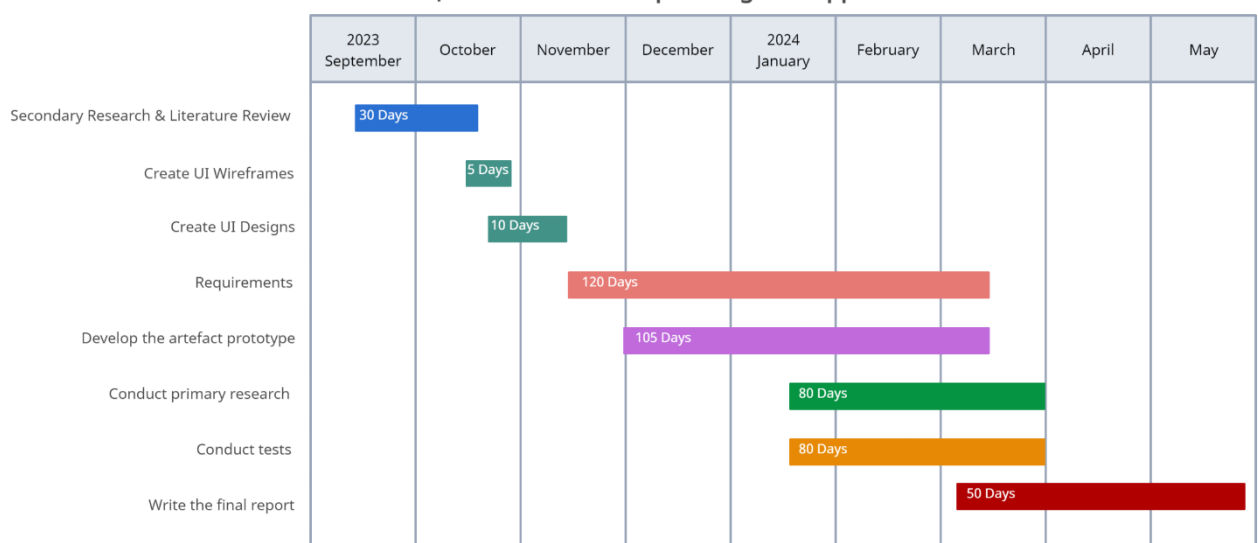 2023
September
October
November
December
2024
January
February
March
April
May
Secondary Research & Literature Review
30 Days
Create UI Wireframes
5 Days
Create UI Designs
10 Days
Requirements
120 Days
Develop the artefact prototype
105 Days
Conduct primary research
80 Days
Conduct tests
80 Days
Write the final report
50 Days